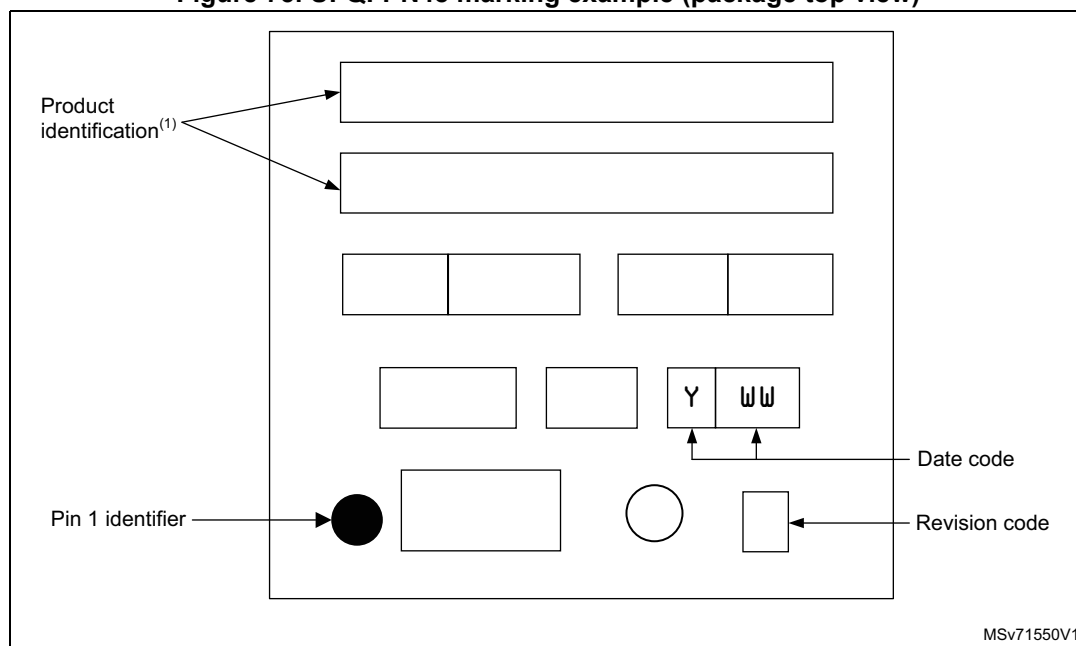 Product
identification(1)
Y WW
Date code
Pin 1 identifier
Revision code
MSv71550V1